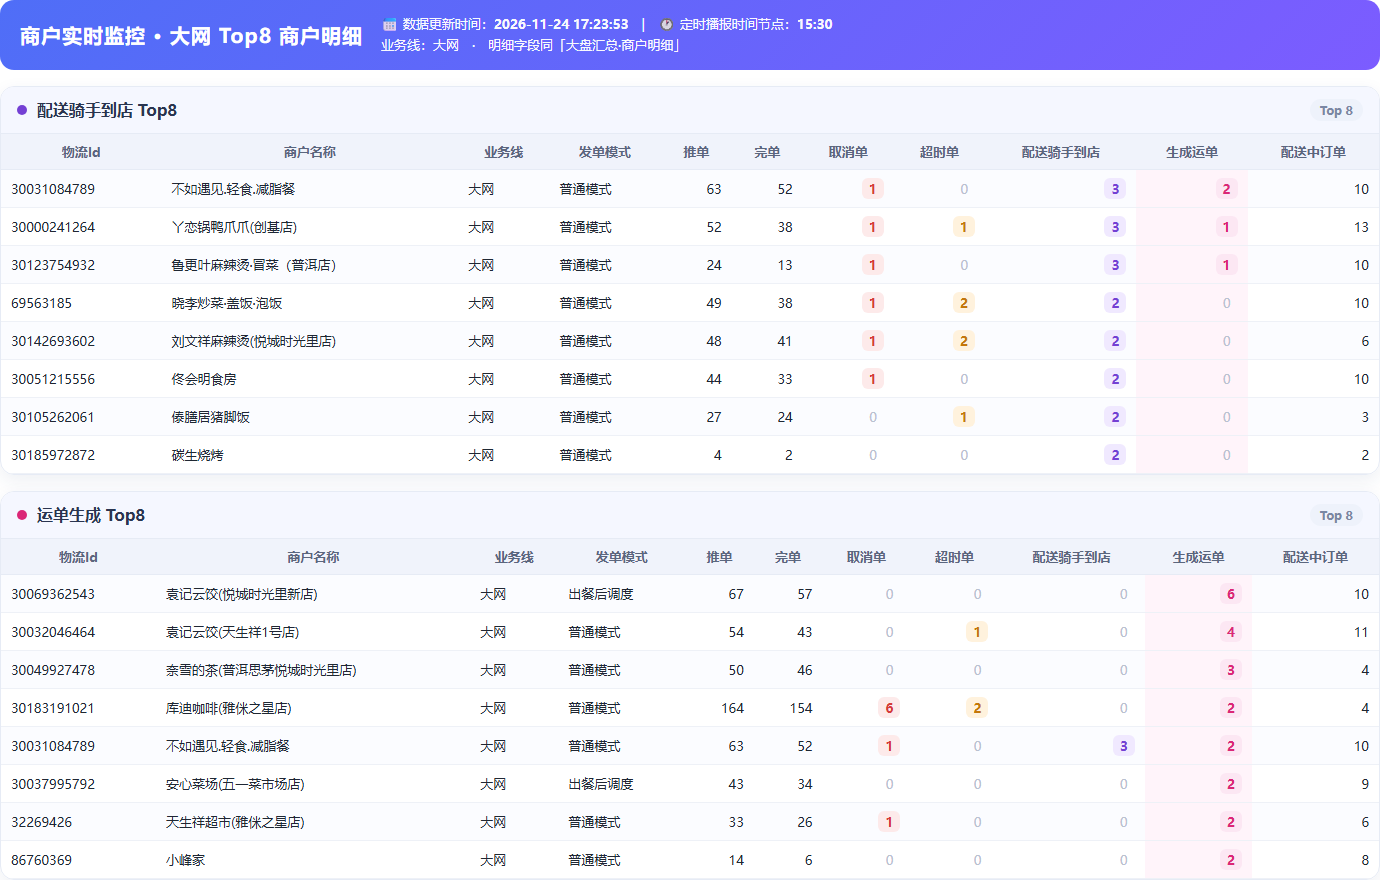 商户实时监控 • 大网 Top8 商户明细
数据更新时间：2026-11-24 17:23:53 | 定时播报时间节点：15:30
业务线：大网 · 明细字段同「大盘汇总·商户明细」
配送骑手到店 Top8 Top 8
物流Id 商户名称 业务线 发单模式 推单 完单 取消单 超时单 配送骑手到店 生成运单 配送中订单
30031084789 不如遇见.轻食.减脂餐 大网 普通模式 63 52 1 0 3 2 10
30000241264 丫恋锅鸭爪爪(创基店) 大网 普通模式 52 38 1 1 3 1 13
30123754932 鲁更叶麻辣烫·冒菜（普洱店） 大网 普通模式 24 13 1 0 3 1 10
69563185 晓李炒菜·盖饭·泡饭 大网 普通模式 49 38 1 2 2 0 10
30142693602 刘文祥麻辣烫(悦城时光里店) 大网 普通模式 48 41 1 2 2 0 6
30051215556 佟会明食房 大网 普通模式 44 33 1 0 2 0 10
30105262061 傣膳居猪脚饭 大网 普通模式 27 24 0 1 2 0 3
30185972872 碳生烧烤 大网 普通模式 4 2 0 0 2 0 2
运单生成 Top8 Top 8
物流Id 商户名称 业务线 发单模式 推单 完单 取消单 超时单 配送骑手到店 生成运单 配送中订单
30069362543 袁记云饺(悦城时光里新店) 大网 出餐后调度 67 57 0 0 0 6 10
30032046464 袁记云饺(天生祥1号店) 大网 普通模式 54 43 0 1 0 4 11
30049927478 奈雪的茶(普洱思茅悦城时光里店) 大网 普通模式 50 46 0 0 0 3 4
30183191021 库迪咖啡(雅侎之星店) 大网 普通模式 164 154 6 2 0 2 4
30031084789 不如遇见.轻食.减脂餐 大网 普通模式 63 52 1 0 3 2 10
30037995792 安心菜场(五一菜市场店) 大网 出餐后调度 43 34 0 0 0 2 9
32269426 天生祥超市(雅侎之星店) 大网 普通模式 33 26 1 0 0 2 6
86760369 小峰家 大网 普通模式 14 6 0 0 0 2 8